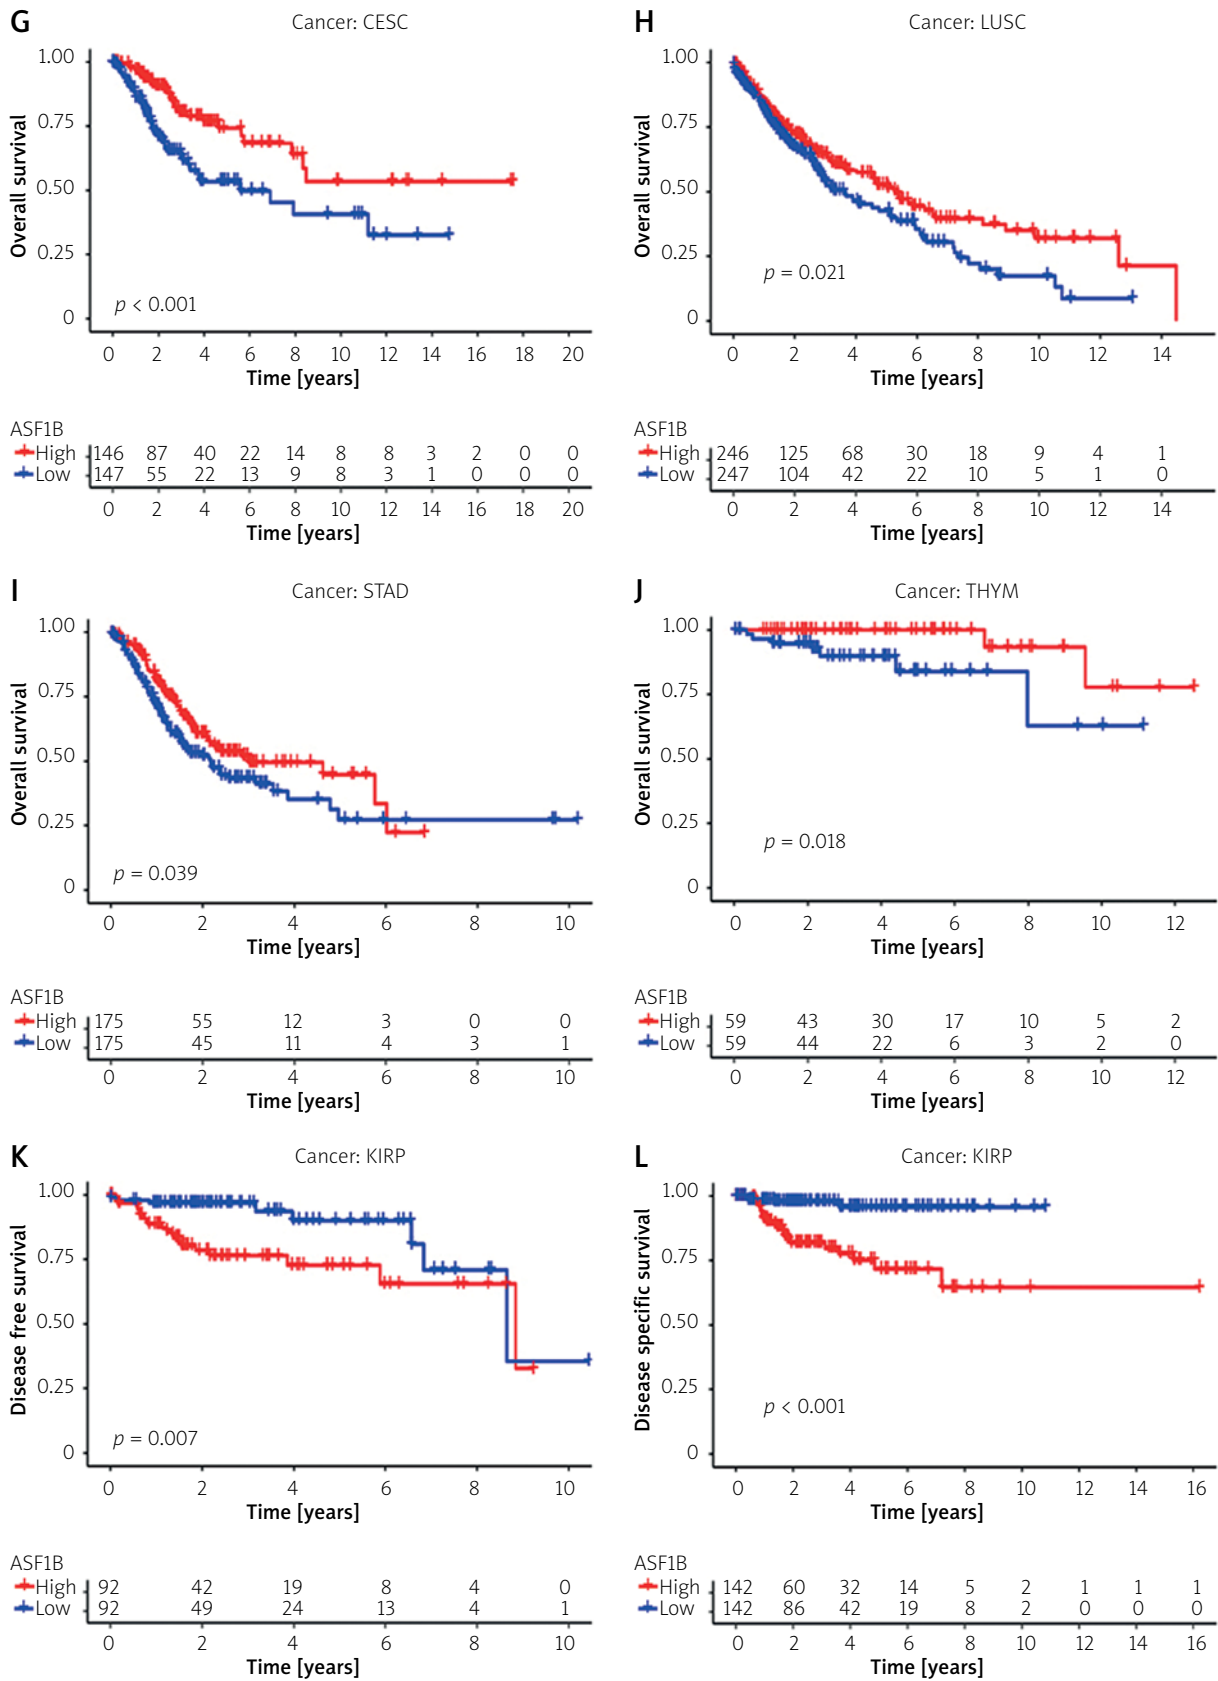 G
Cancer: CESC
Overall survival
1.00
0.75
0.50
0.25
0
p < 0.001
0 2 4 6 8 10 12 14 16 18 20
Time [years]
ASF1B
High 146 87 40 22 14 8 8 3 2 0 0
Low 147 55 22 13 9 8 3 1 0 0 0
0 2 4 6 8 10 12 14 16 18 20
Time [years]
H
Cancer: LUSC
Overall survival
1.00
0.75
0.50
0.25
0
p = 0.021
0 2 4 6 8 10 12 14
Time [years]
ASF1B
High 246 125 68 30 18 9 4 1
Low 247 104 42 22 10 5 1 0
0 2 4 6 8 10 12 14
Time [years]
I
Cancer: STAD
Overall survival
1.00
0.75
0.50
0.25
0
p = 0.039
0 2 4 6 8 10
Time [years]
ASF1B
High 175 55 12 3 0 0
Low 175 45 11 4 3 1
0 2 4 6 8 10
Time [years]
J
Cancer: THYM
Overall survival
1.00
0.75
0.50
0.25
0
p = 0.018
0 2 4 6 8 10 12
Time [years]
ASF1B
High 59 43 30 17 10 5 2
Low 59 44 22 6 3 2 0
0 2 4 6 8 10 12
Time [years]
K
Cancer: KIRP
Disease free survival
1.00
0.75
0.50
0.25
0
p = 0.007
0 2 4 6 8 10
Time [years]
ASF1B
High 92 42 19 8 4 0
Low 92 49 24 13 4 1
0 2 4 6 8 10
Time [years]
L
Cancer: KIRP
Disease specific survival
1.00
0.75
0.50
0.25
0
p < 0.001
0 2 4 6 8 10 12 14 16
Time [years]
ASF1B
High 142 60 32 14 5 2 1 1 1
Low 142 86 42 19 8 2 0 0 0
0 2 4 6 8 10 12 14 16
Time [years]